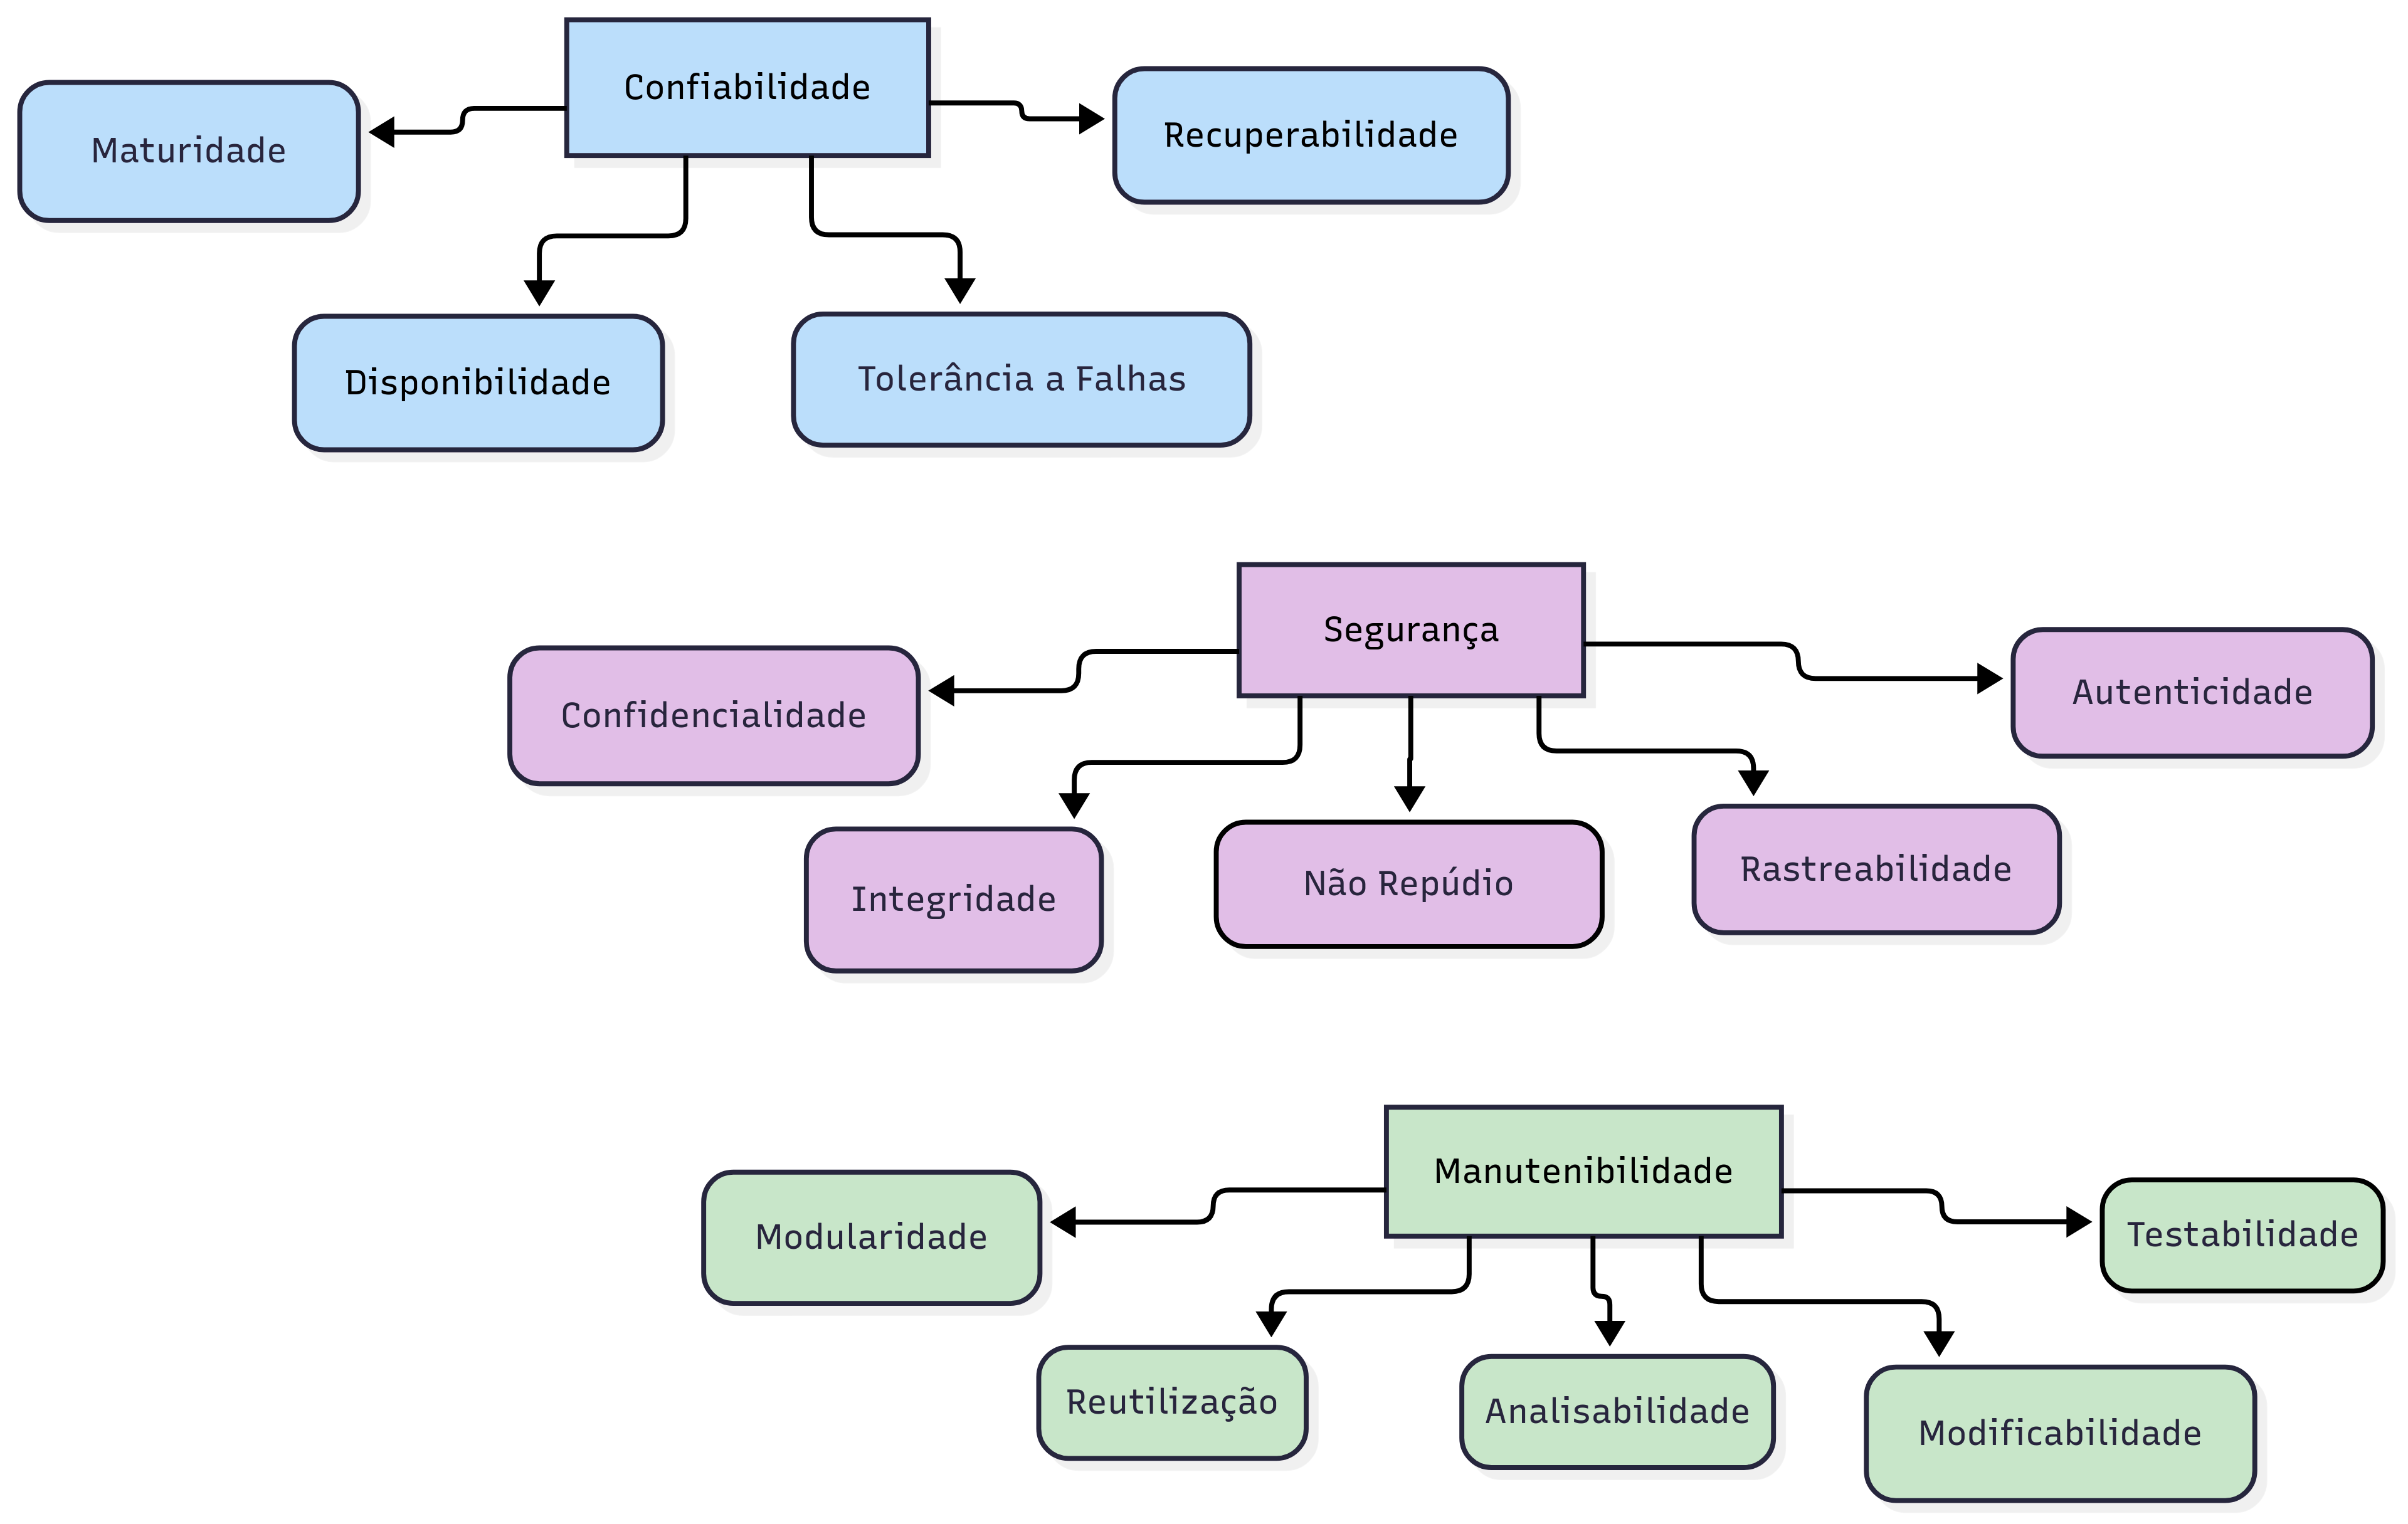 Confiabilidade
Maturidade
Recuperabilidade
Disponibilidade
Tolerância a Falhas
Segurança
Confidencialidade
Autenticidade
Integridade
Não Repúdio
Rastreabilidade
Manutenibilidade
Modularidade
Testabilidade
Reutilização
Analisabilidade
Modificabilidade